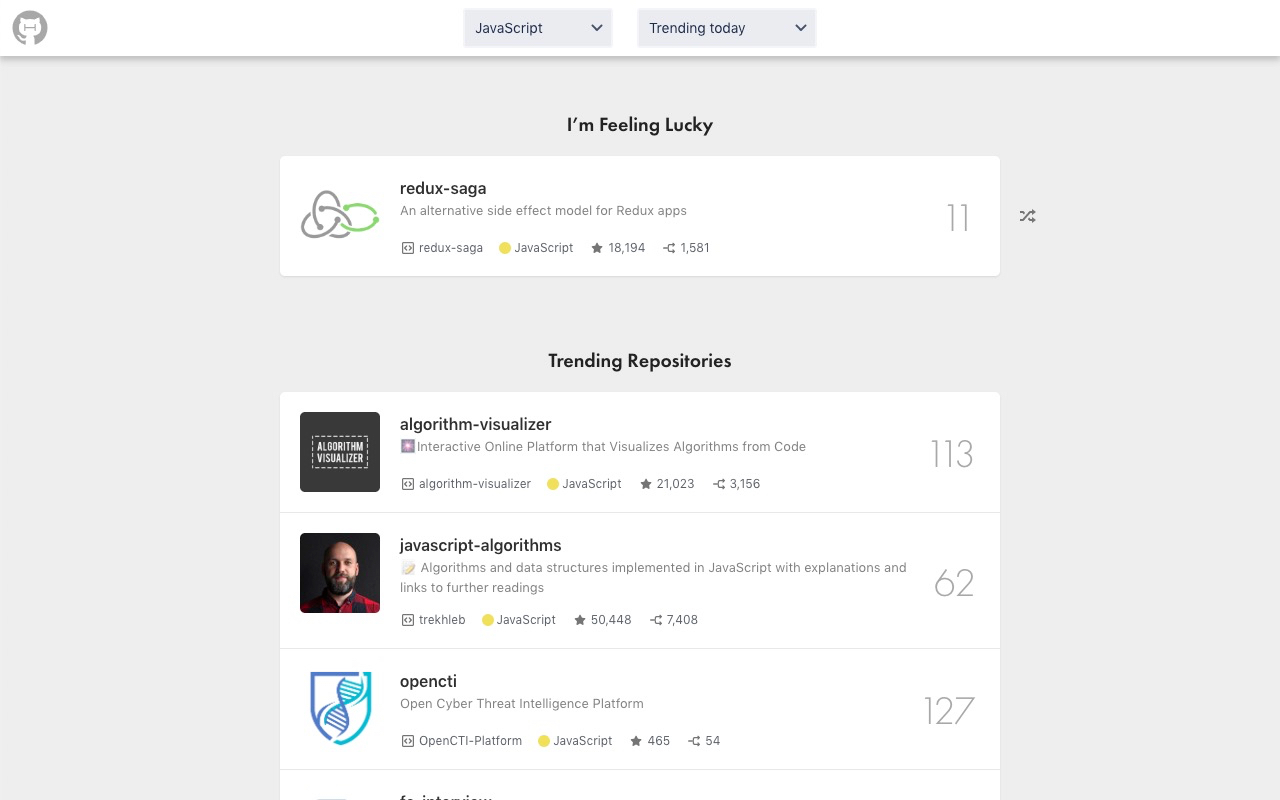 JavaScript
Trending today
I’m Feeling Lucky
redux-saga
An alternative side effect model for Redux apps
11
redux-saga JavaScript 18,194 1,581
Trending Repositories
ALGORITHM
VISUALIZER
algorithm-visualizer
🎆Interactive Online Platform that Visualizes Algorithms from Code
113
algorithm-visualizer JavaScript 21,023 3,156
javascript-algorithms
📝 Algorithms and data structures implemented in JavaScript with explanations and
links to further readings
62
trekhleb JavaScript 50,448 7,408
opencti
Open Cyber Threat Intelligence Platform
127
OpenCTI-Platform JavaScript 465 54